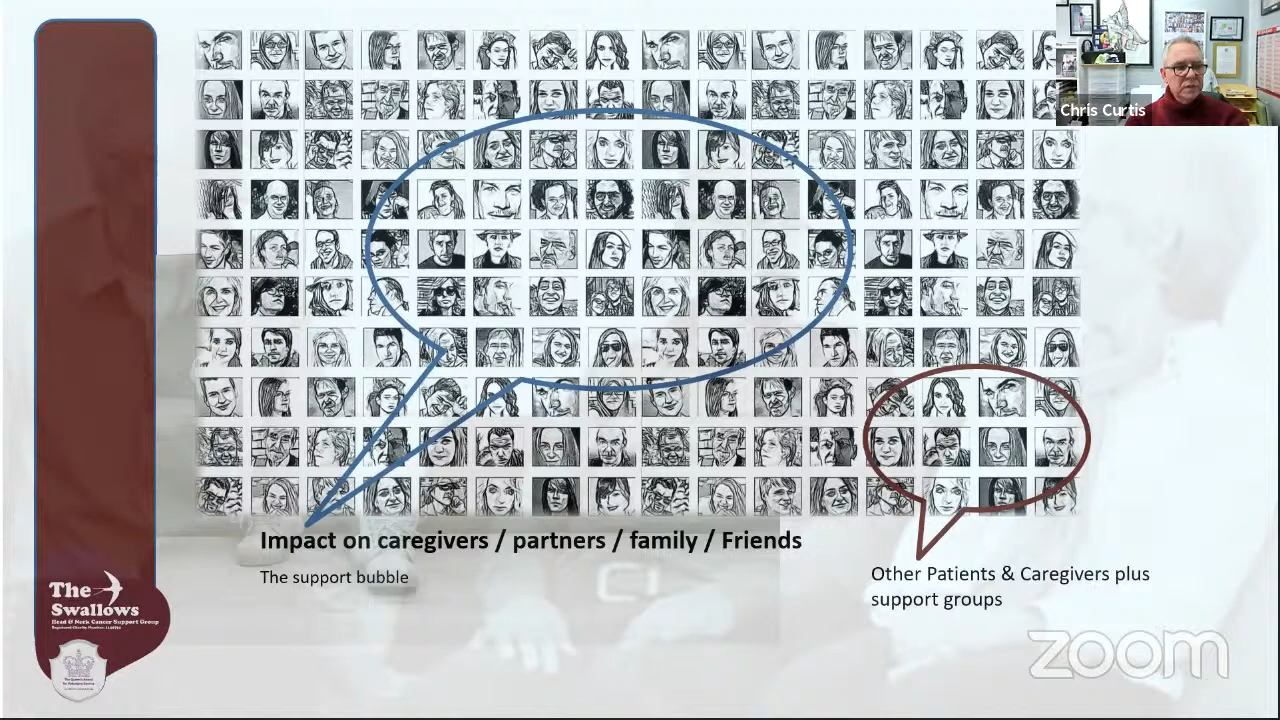 Chris Curtis
Impact on caregivers / partners / family / Friends
The support bubble
Other Patients & Caregivers plus
support groups
The
Swallows
Head & Neck Cancer Support Group
zoom